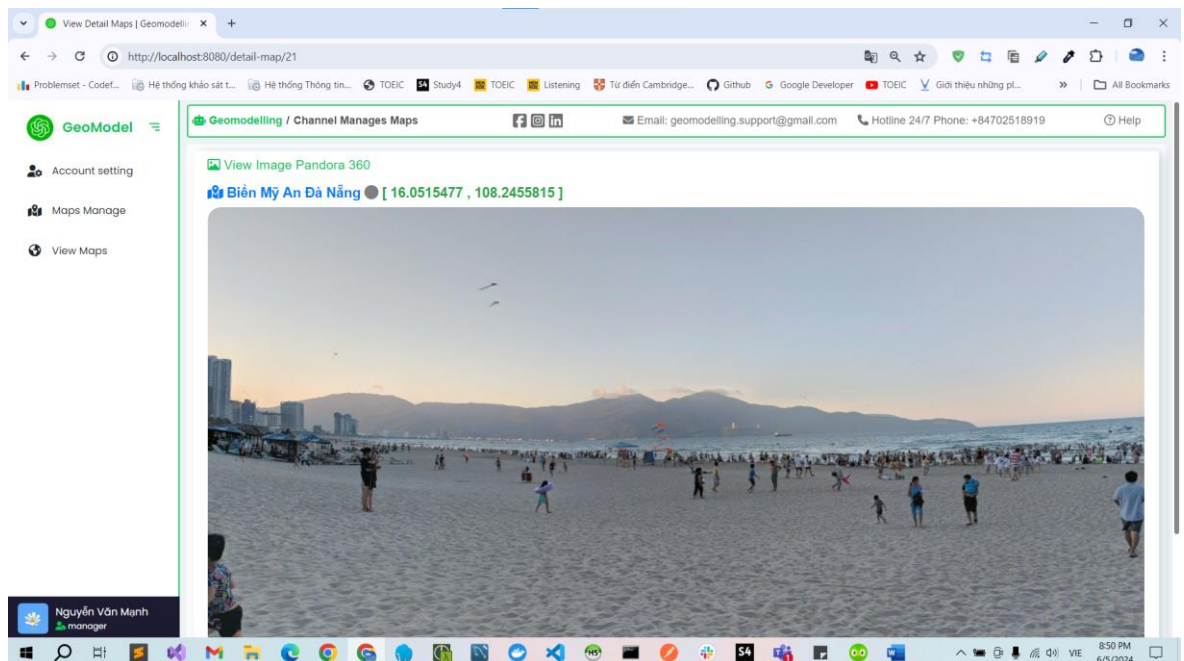 View Detail Maps | Geomodellin
http://localhost:8080/detail-map/21
Problemset - Codef...
Hệ thống khảo sát t...
Hệ thống Thông tin...
TOEIC
S4 Study4
TOEIC
Listening
Từ điển Cambridge...
Github
Google Developer
TOEIC
Giới thiệu những pl...
»
All Bookmarks
GeoModel
Geomodelling / Channel Manages Maps
Email: geomodelling.support@gmail.com
Hotline 24/7 Phone: +84702518919
Help
Account setting
Maps Manage
View Maps
View Image Pandora 360
Biển Mỹ An Đà Nẵng [ 16.0515477 , 108.2455815 ]
Nguyễn Văn Mạnh
manager
S4
VIE
8:50 PM
6/5/2024